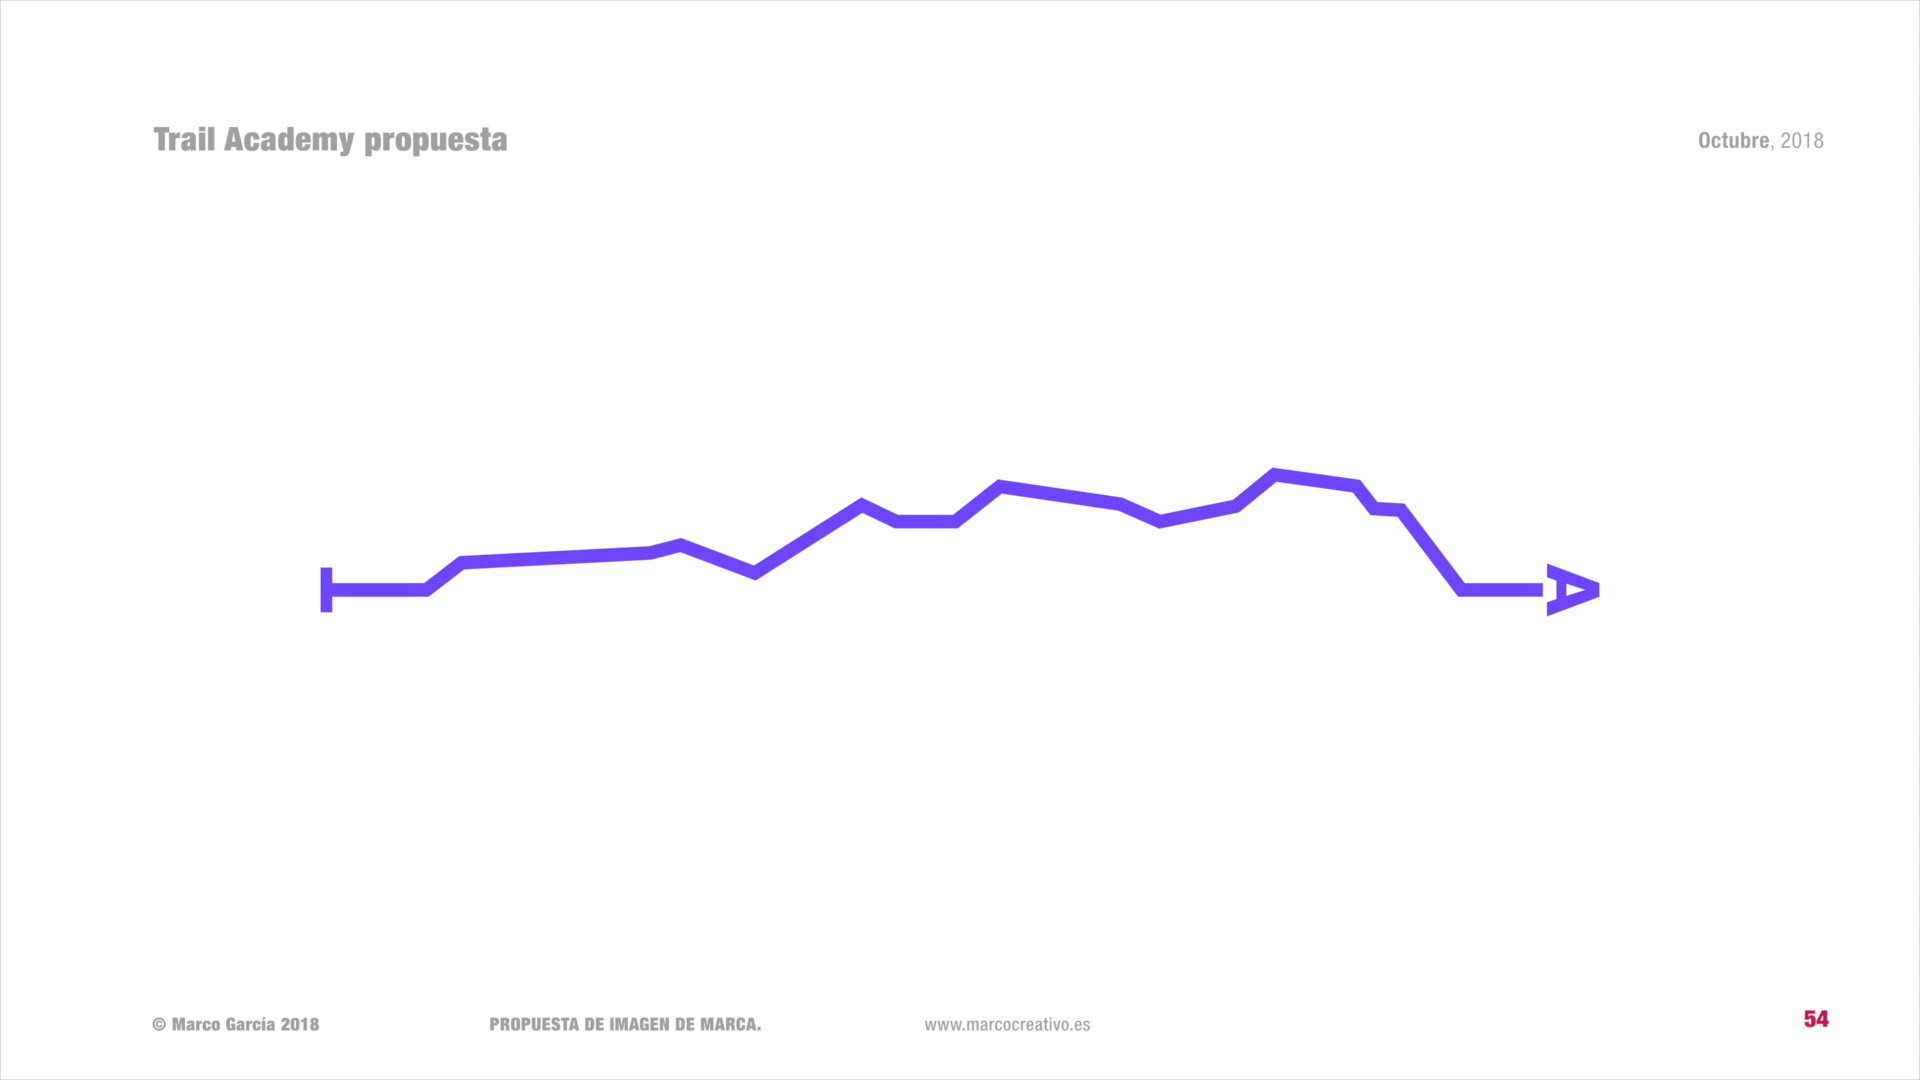 Trail Academy propuesta
Octubre, 2018
T A
© Marco García 2018
PROPUESTA DE IMAGEN DE MARCA.
www.marcocreativo.es
54